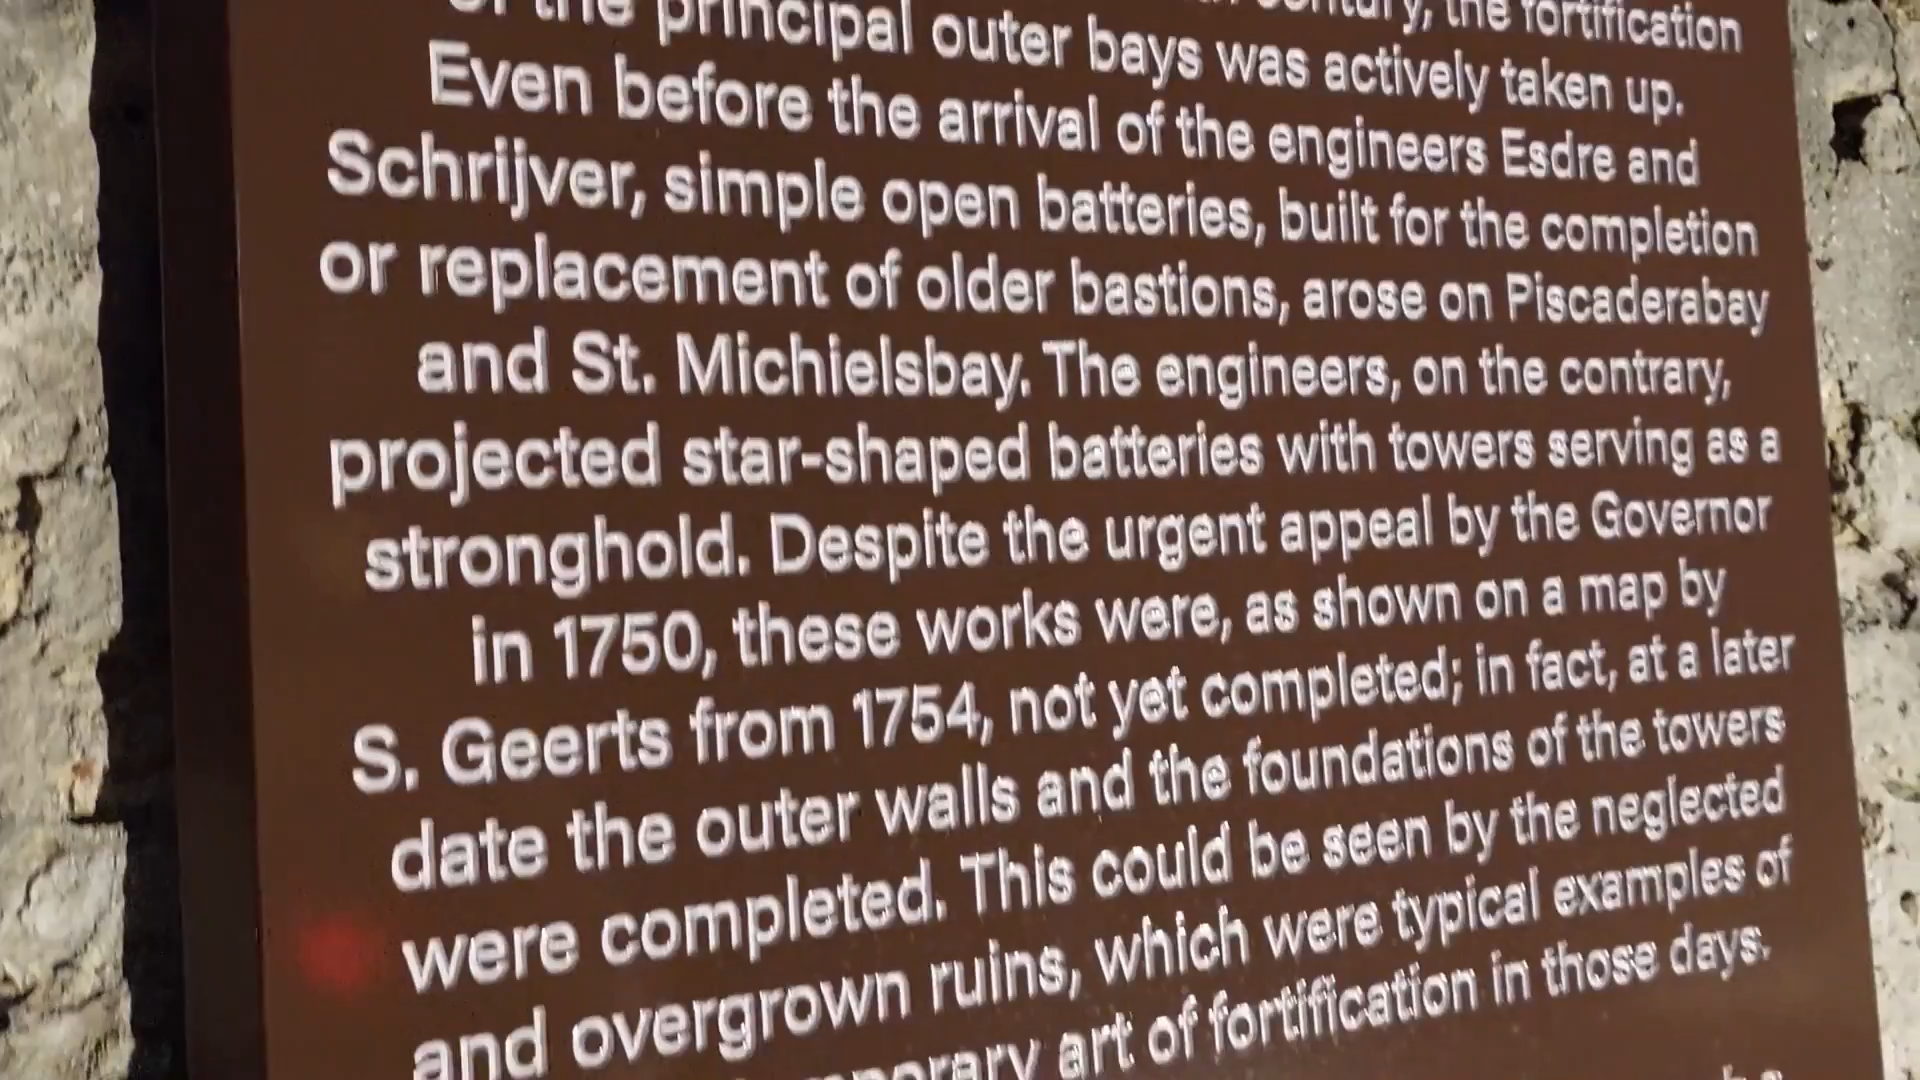 century, the fortification
of the principal outer bays was actively taken up.
Even before the arrival of the engineers Esdre and
Schrijver, simple open batteries, built for the completion
or replacement of older bastions, arose on Piscaderabay
and St. Michielsbay. The engineers, on the contrary,
projected star-shaped batteries with towers serving as a
stronghold. Despite the urgent appeal by the Governor
in 1750, these works were, as shown on a map by
S. Geerts from 1754, not yet completed; in fact, at a later
date the outer walls and the foundations of the towers
were completed. This could be seen by the neglected
and overgrown ruins, which were typical examples of
art of fortification in those days.